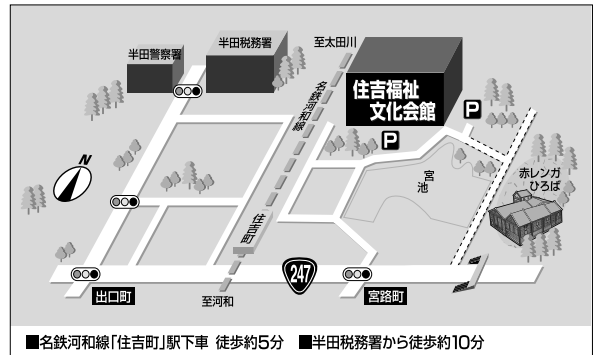 半田警察署
半田税務署
至太田川
名鉄河和線
住吉福祉
文化会館
P
P
N
宮池
赤レンガ
ひろば
住吉町
247
出口町
至河和
宮路町
■名鉄河和線「住吉町」駅下車 徒歩約5分 ■半田税務署から徒歩約10分